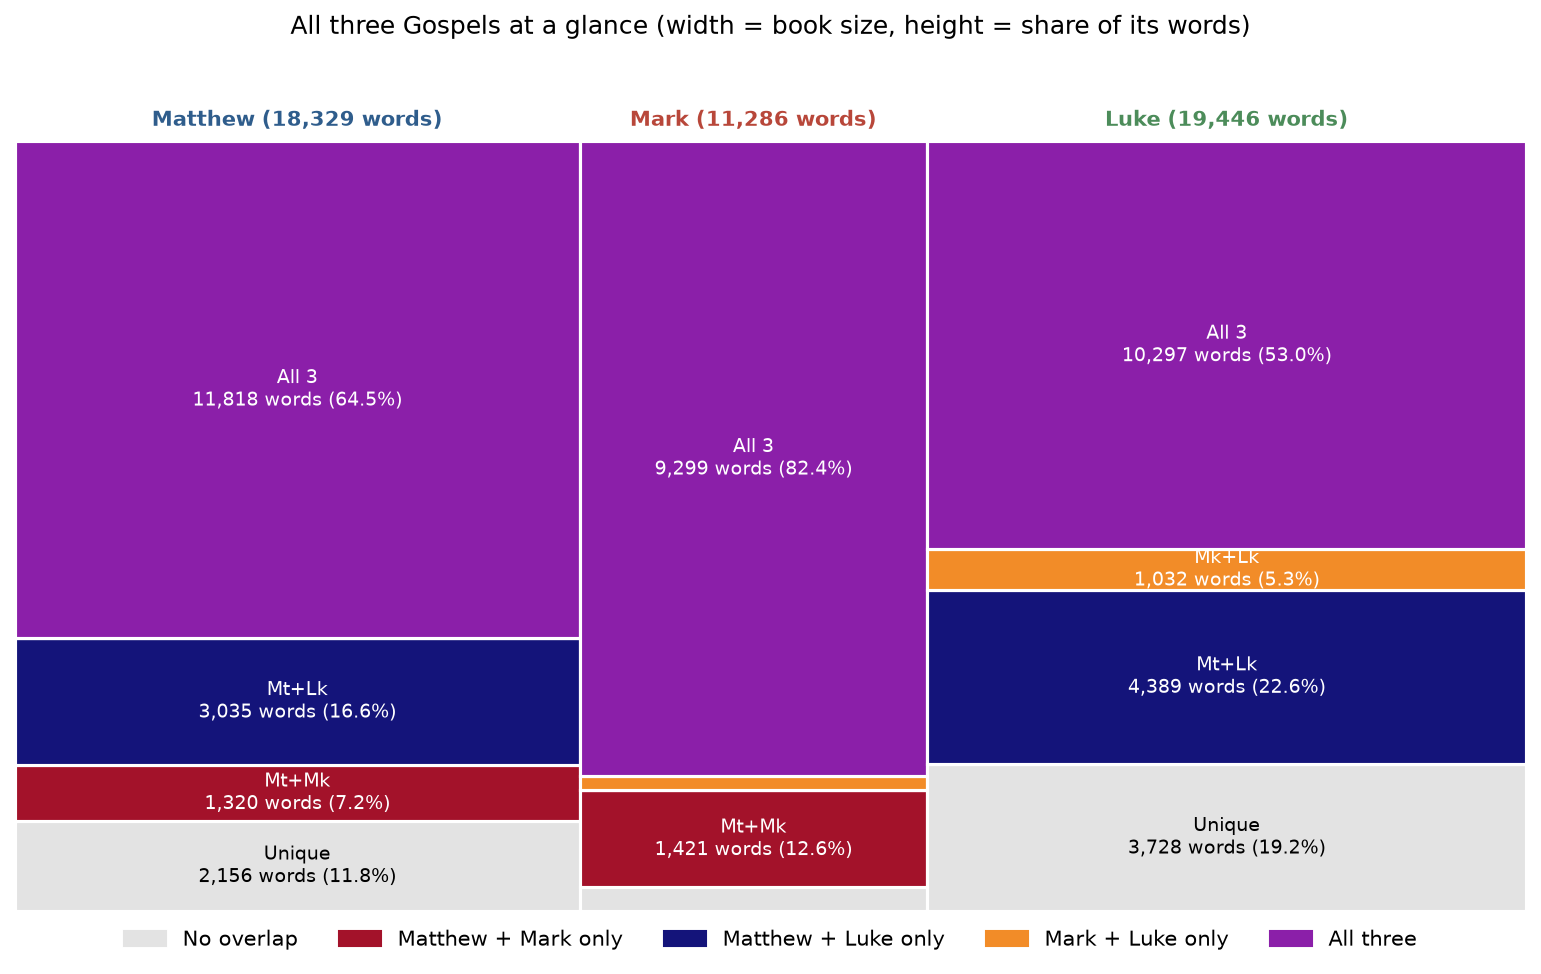 All three Gospels at a glance (width = book size, height = share of its words)
Matthew (18,329 words)
Mark (11,286 words)
Luke (19,446 words)
All 3
11,818 words (64.5%)
Mt+Lk
3,035 words (16.6%)
Mt+Mk
1,320 words (7.2%)
Unique
2,156 words (11.8%)
All 3
9,299 words (82.4%)
Mt+Mk
1,421 words (12.6%)
All 3
10,297 words (53.0%)
Mk+Lk
1,032 words (5.3%)
Mt+Lk
4,389 words (22.6%)
Unique
3,728 words (19.2%)
No overlap
Matthew + Mark only
Matthew + Luke only
Mark + Luke only
All three